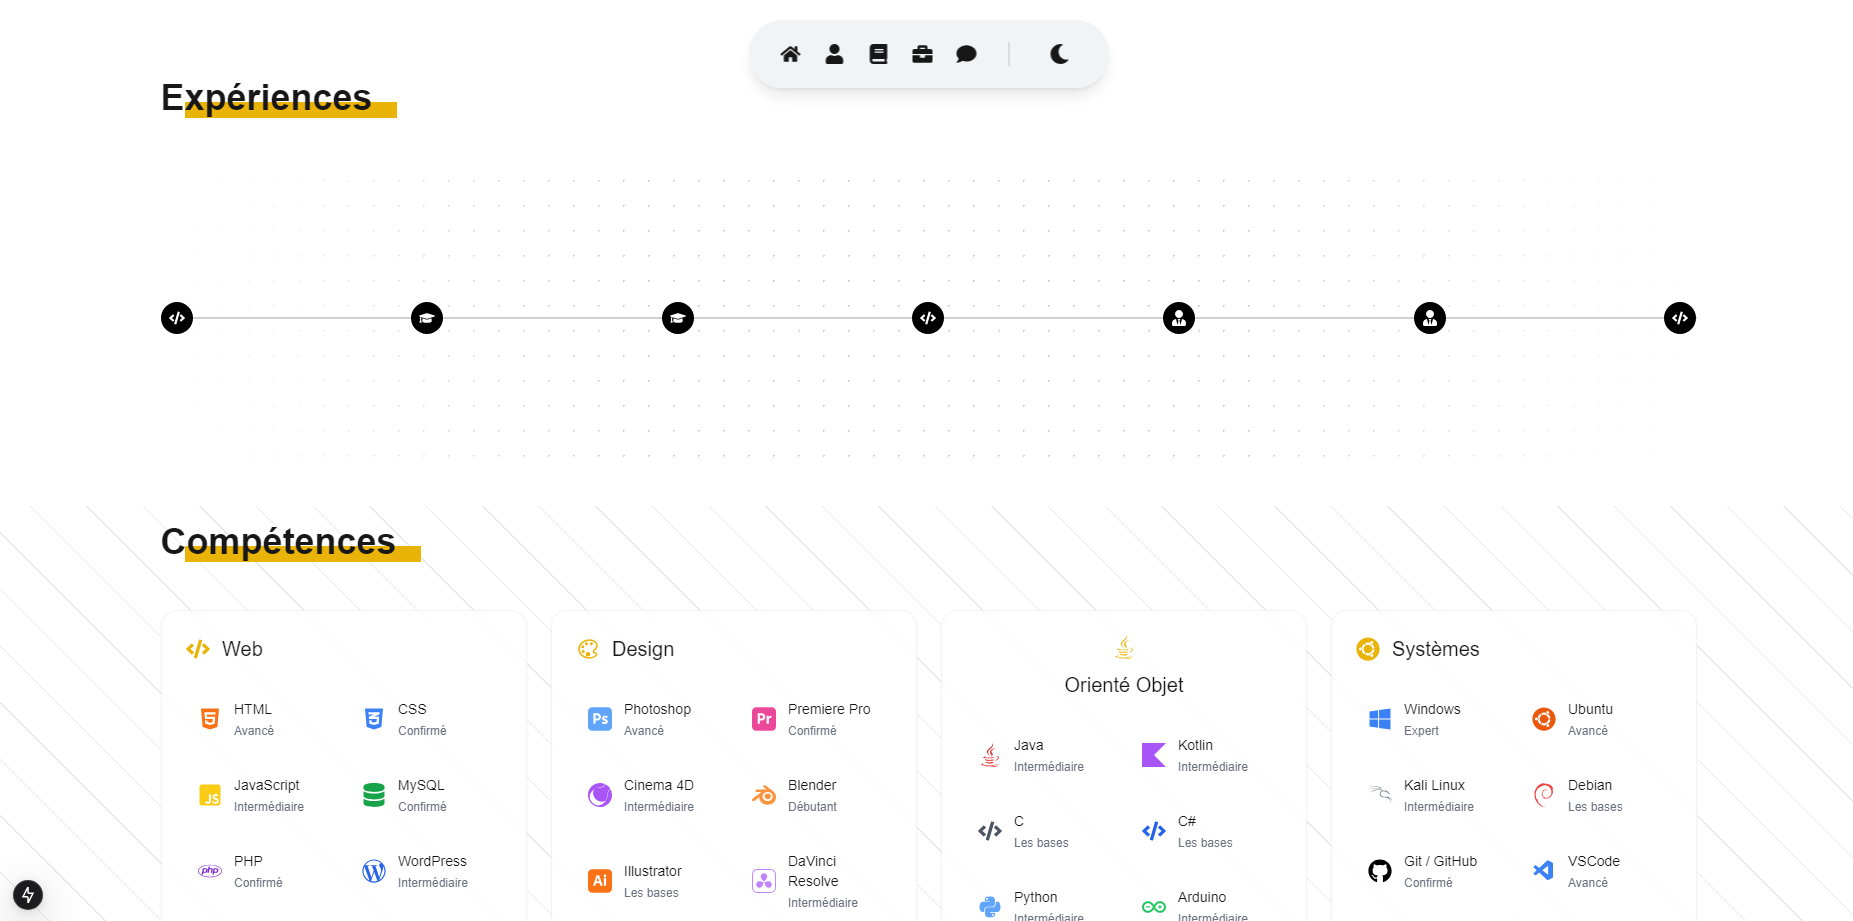 Expériences
Compétences
Web
HTML
Avancé
CSS
Confirmé
JavaScript
Intermédiaire
MySQL
Confirmé
PHP
Confirmé
WordPress
Intermédiaire
Design
Photoshop
Avancé
Premiere Pro
Confirmé
Cinema 4D
Intermédiaire
Blender
Débutant
Illustrator
Les bases
DaVinci
Resolve
Intermédiaire
Orienté Objet
Java
Intermédiaire
Kotlin
Intermédiaire
C
Les bases
C#
Les bases
Python
Intermédiaire
Arduino
Intermédiaire
Systèmes
Windows
Expert
Ubuntu
Avancé
Kali Linux
Intermédiaire
Debian
Les bases
Git / GitHub
Confirmé
VSCode
Avancé